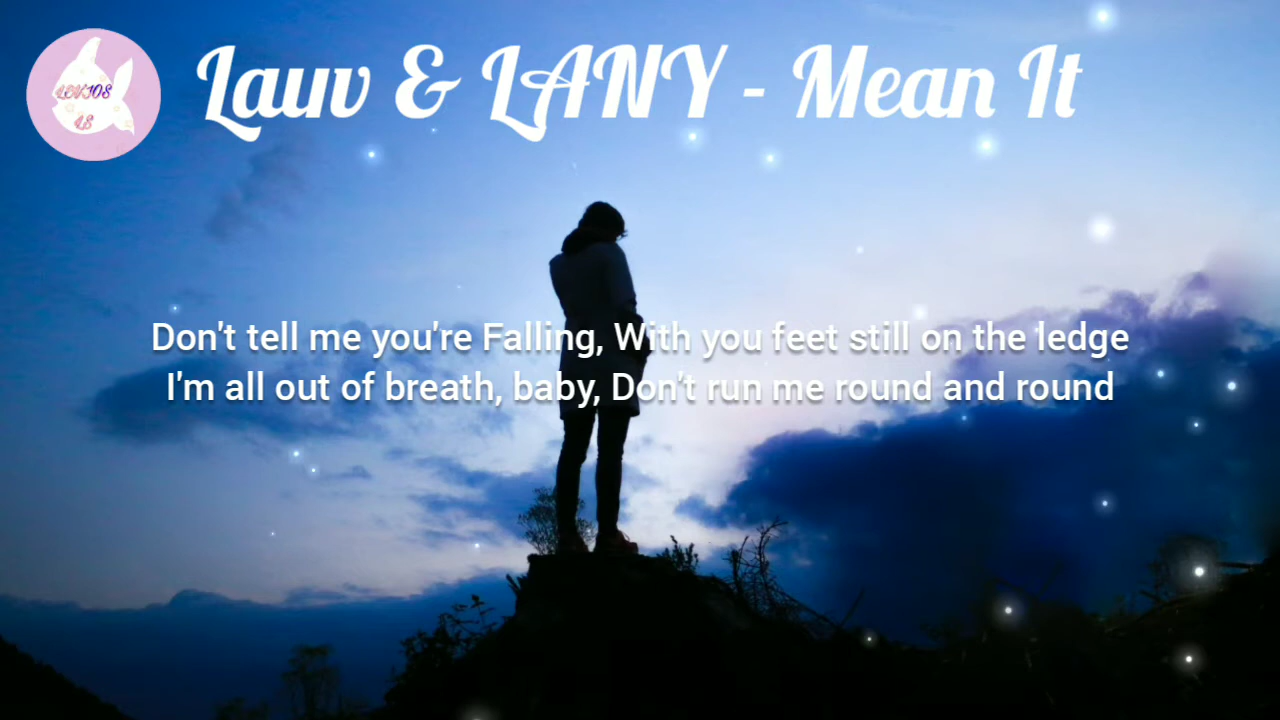 Lauv & LANY - Mean It
Don't tell me you're Falling, With you feet still on the ledge
I'm all out of breath, baby, Don't run me round and round